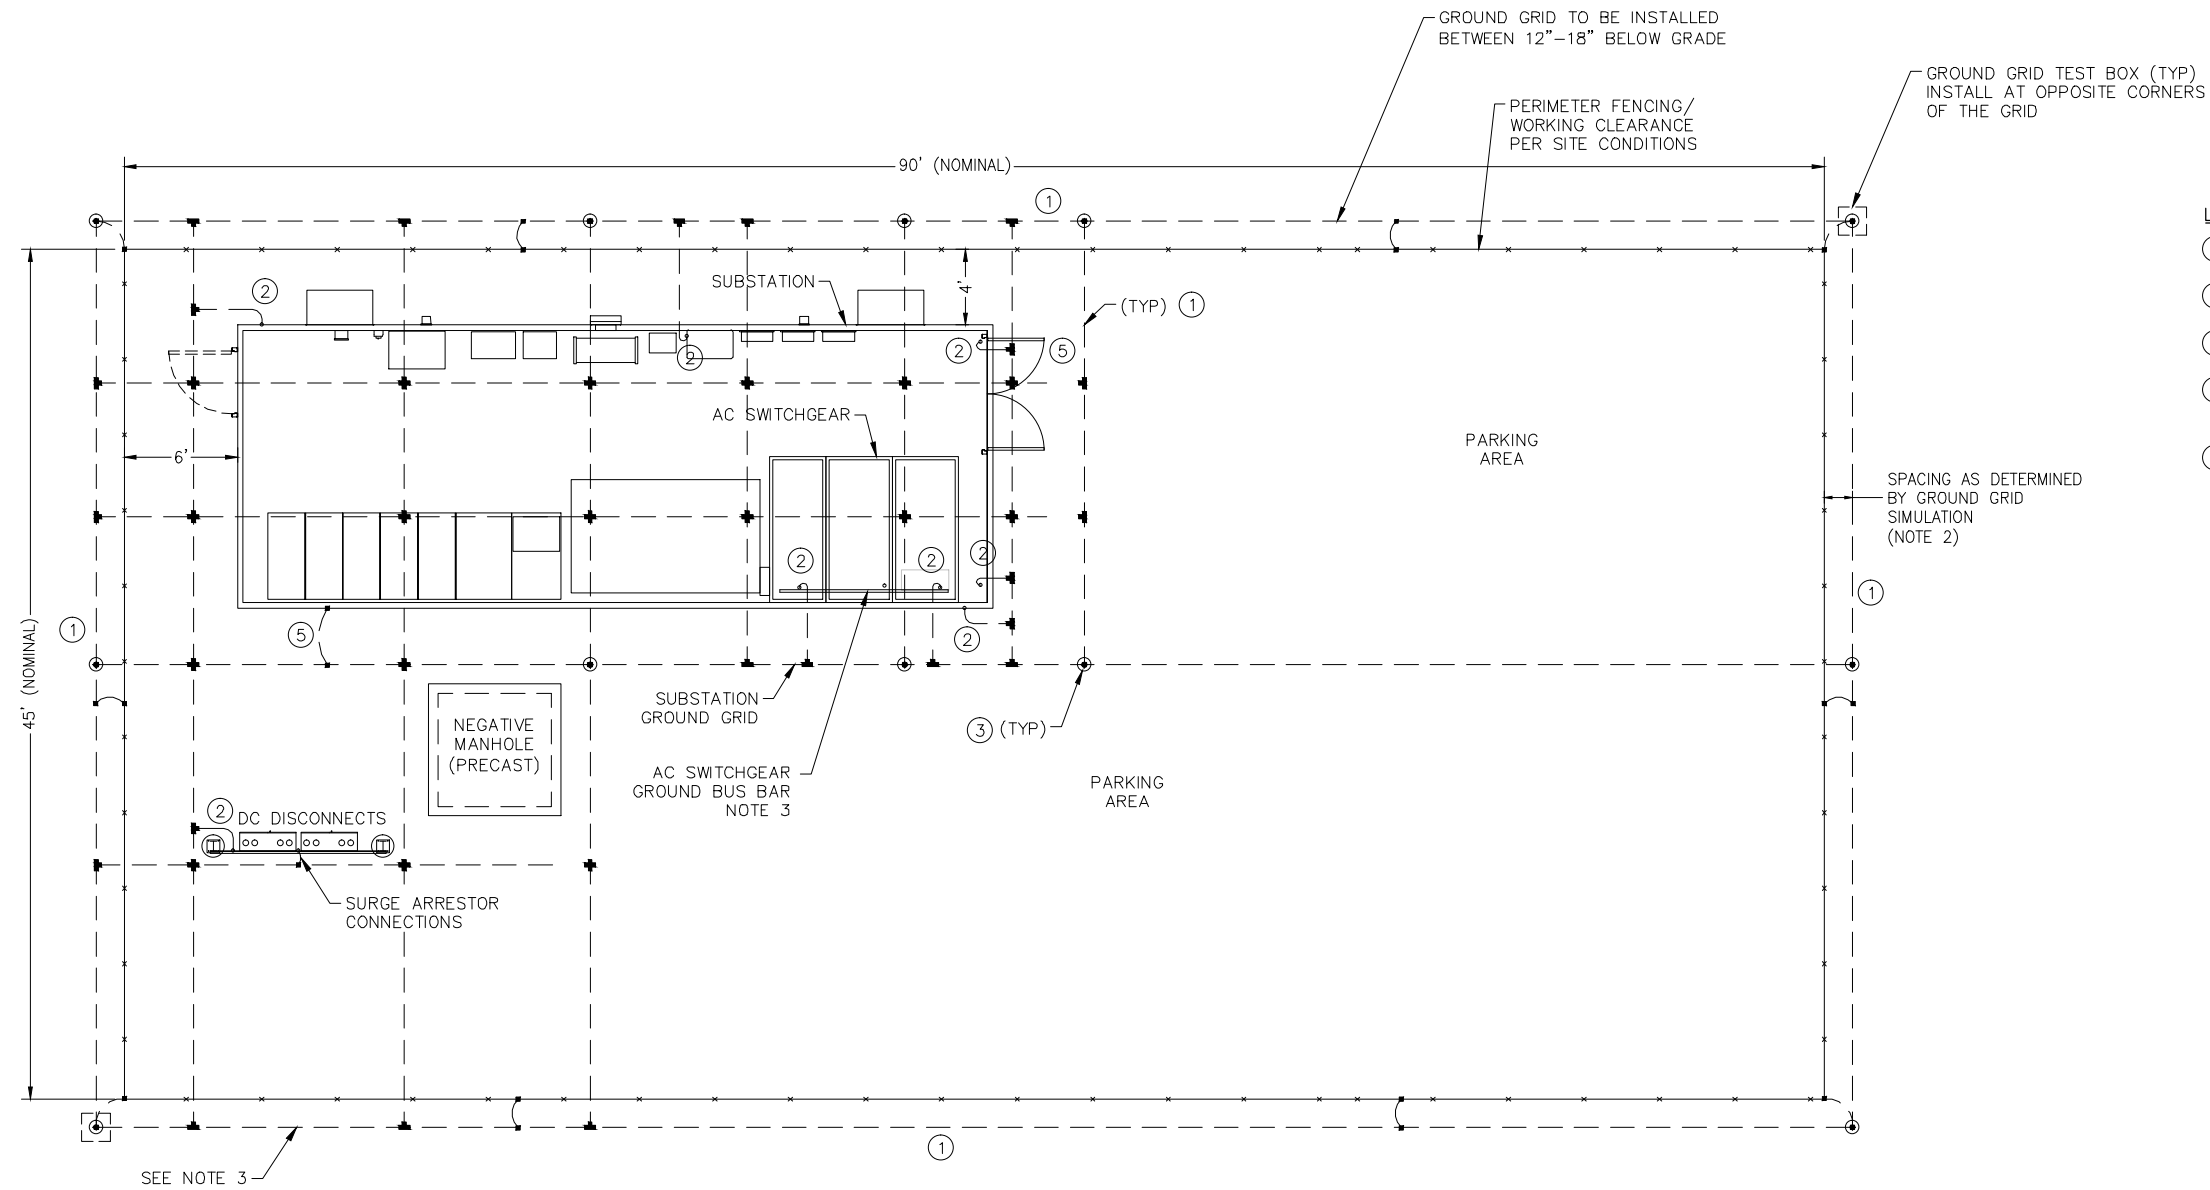 GROUND GRID TO BE INSTALLED
BETWEEN 12"-18" BELOW GRADE
GROUND GRID TEST BOX (TYP)
INSTALL AT OPPOSITE CORNERS
OF THE GRID
PERIMETER FENCING/
WORKING CLEARANCE
PER SITE CONDITIONS
90' (NOMINAL)
1
2
SUBSTATION
4'
(TYP) 1
2
2
5
AC SWITCHGEAR
6'
PARKING
AREA
SPACING AS DETERMINED
BY GROUND GRID
SIMULATION
(NOTE 2)
2
2
2
1
1
5
2
45' (NOMINAL)
SUBSTATION
GROUND GRID
3 (TYP)
NEGATIVE
MANHOLE
(PRECAST)
AC SWITCHGEAR
GROUND BUS BAR
NOTE 3
PARKING
AREA
2
DC DISCONNECTS
SURGE ARRESTOR
CONNECTIONS
1
SEE NOTE 3